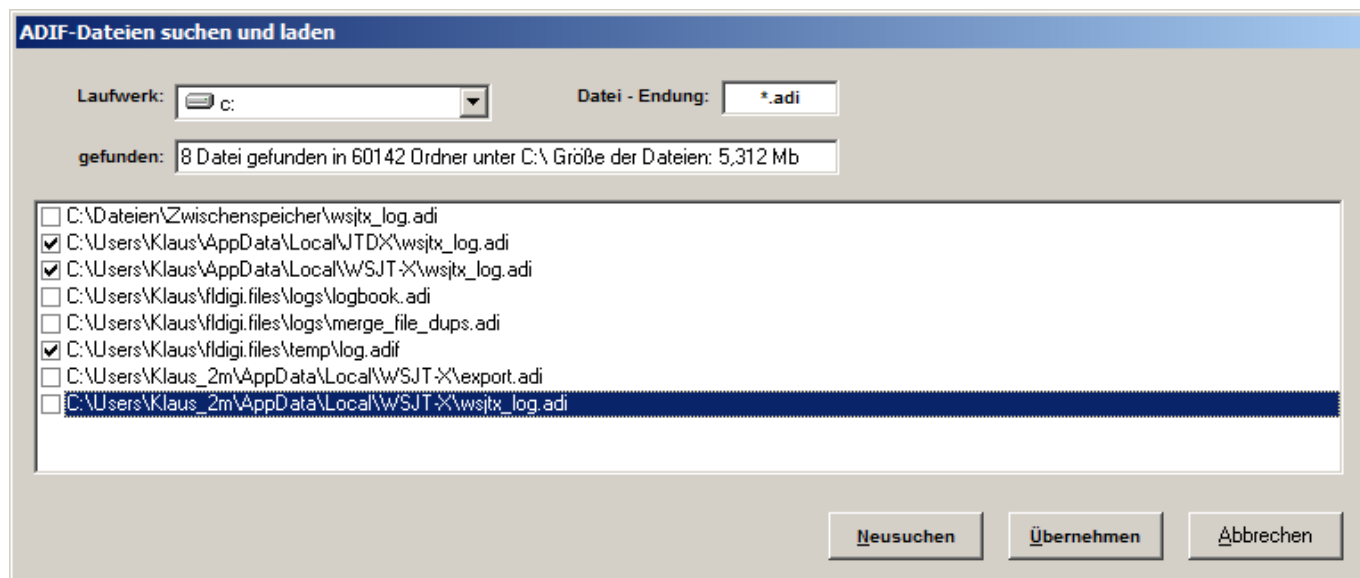 ADIF-Dateien suchen und laden
Laufwerk: c: Datei - Endung: *.adi
gefunden: 8 Datei gefunden in 60142 Ordner unter C:\ Größe der Dateien: 5,312 Mb
C:\Dateien\Zwischenspeicher\wsjtx_log.adi
C:\Users\Klaus\AppData\Local\JTDX\wsjtx_log.adi
C:\Users\Klaus\AppData\Local\WSJT-X\wsjtx_log.adi
C:\Users\Klaus\fldigi.files\logs\logbook.adi
C:\Users\Klaus\fldigi.files\logs\merge_file_dups.adi
C:\Users\Klaus\fldigi.files\temp\log.adif
C:\Users\Klaus_2m\AppData\Local\WSJT-X\export.adi
C:\Users\Klaus_2m\AppData\Local\WSJT-X\wsjtx_log.adi
Neusuchen Übernehmen Abbrechen